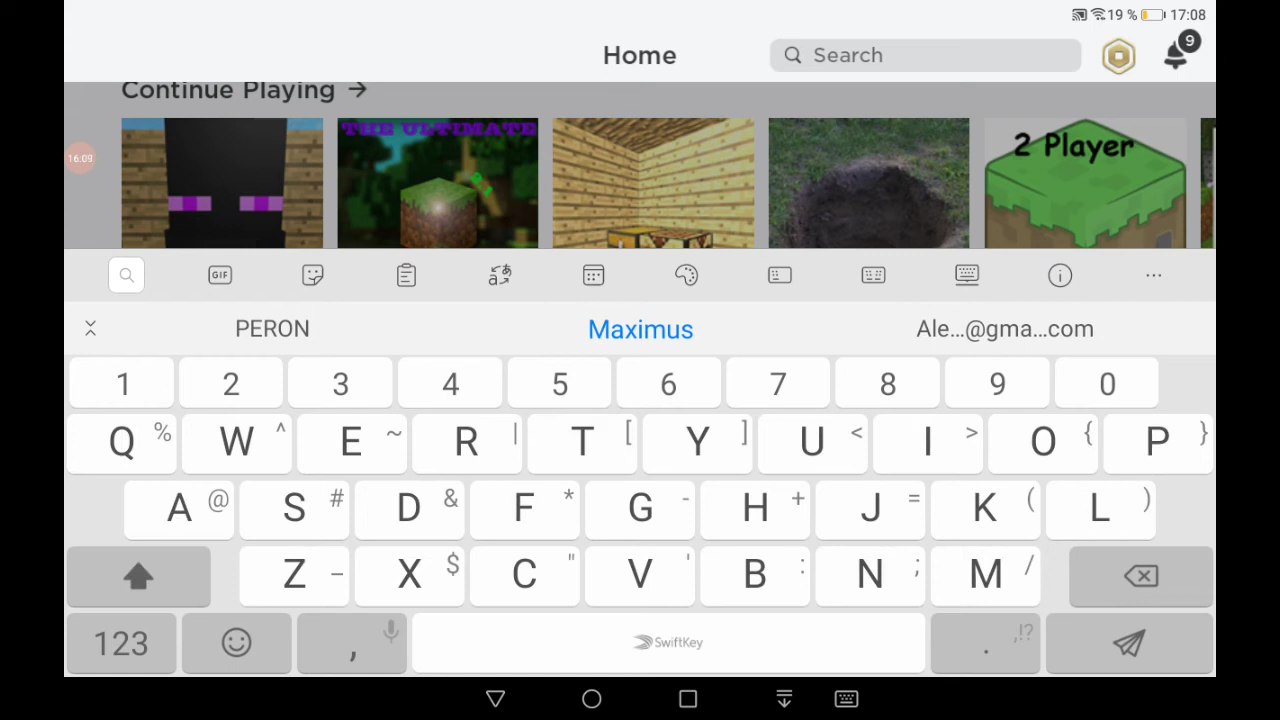 19 % 17:08
Home
Search
9
Continue Playing →
16:09
THE ULTIMATE
2 Player
GIF
PERON
Maximus
Ale...@gma...com
1 2 3 4 5 6 7 8 9 0
Q % W ^ E ~ R | T [ Y ] U < I > O { P }
A @ S # D & F * G - H + J = K ( L )
Z _ X $ C " V ' B : N ; M /
123 , SwiftKey . ,!?